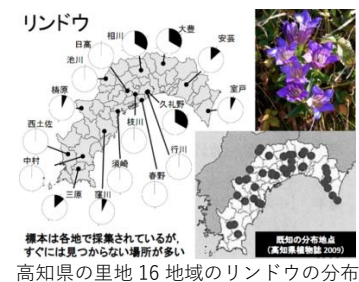 リンドウ
相川
大豊
安芸
日高
池川
室戸
梼原
久礼野
西土佐
枝川
行川
中村
須崎
春野
三原
窪川
標本は各地で採集されているが,
すぐには見つからない場所が多い
既知の分布地点
(高知県植物誌 2009)
高知県の里地 16 地域のリンドウの分布